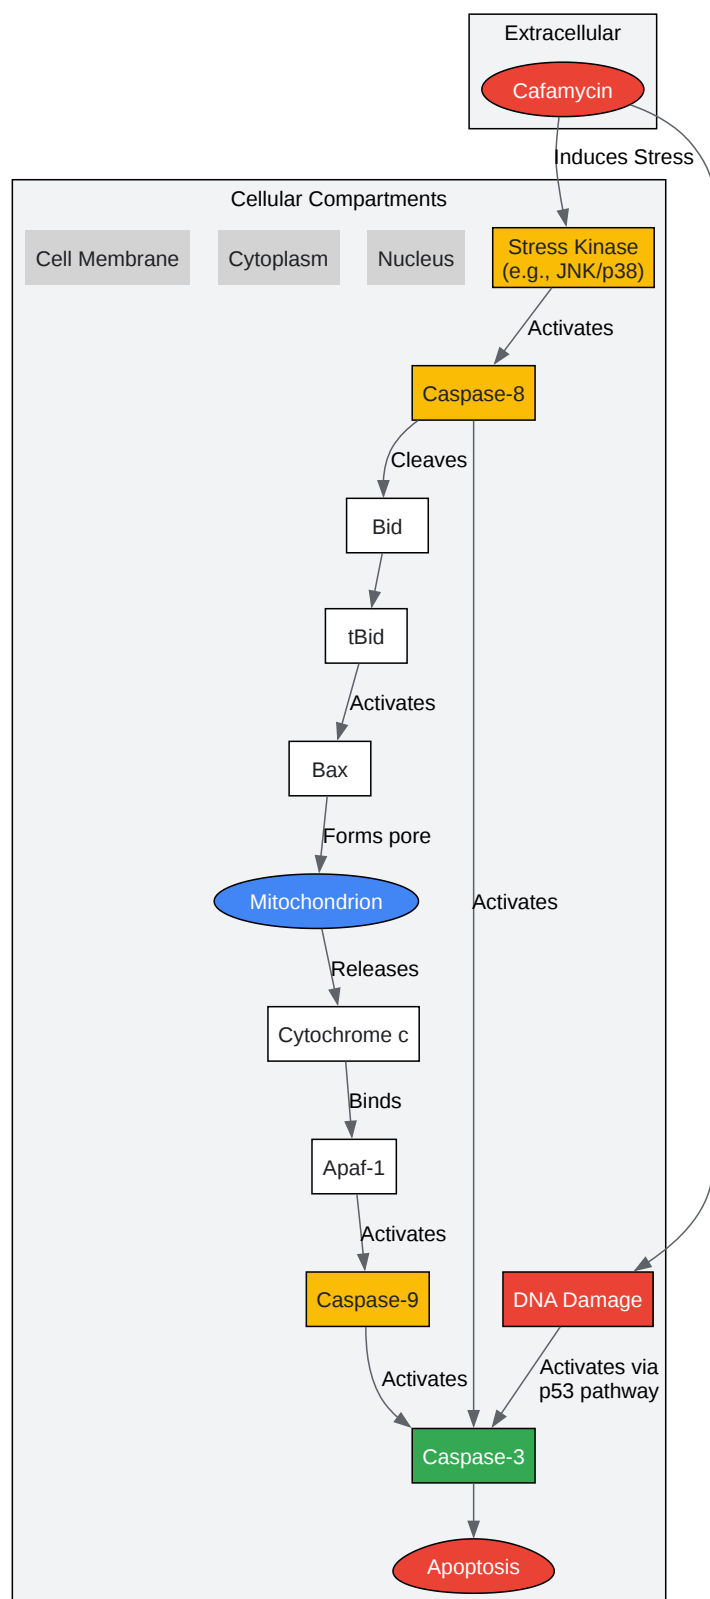 Extracellular
Cafamycin
Induces Stress
Cellular Compartments
Cell Membrane
Cytoplasm
Nucleus
Stress Kinase
(e.g., JNK/p38)
Activates
Caspase-8
Cleaves
Bid
tBid
Activates
Bax
Forms pore
Mitochondrion
Activates
Releases
Cytochrome c
Binds
Apaf-1
Activates
Caspase-9
DNA Damage
Activates
Activates via
p53 pathway
Caspase-3
Apoptosis